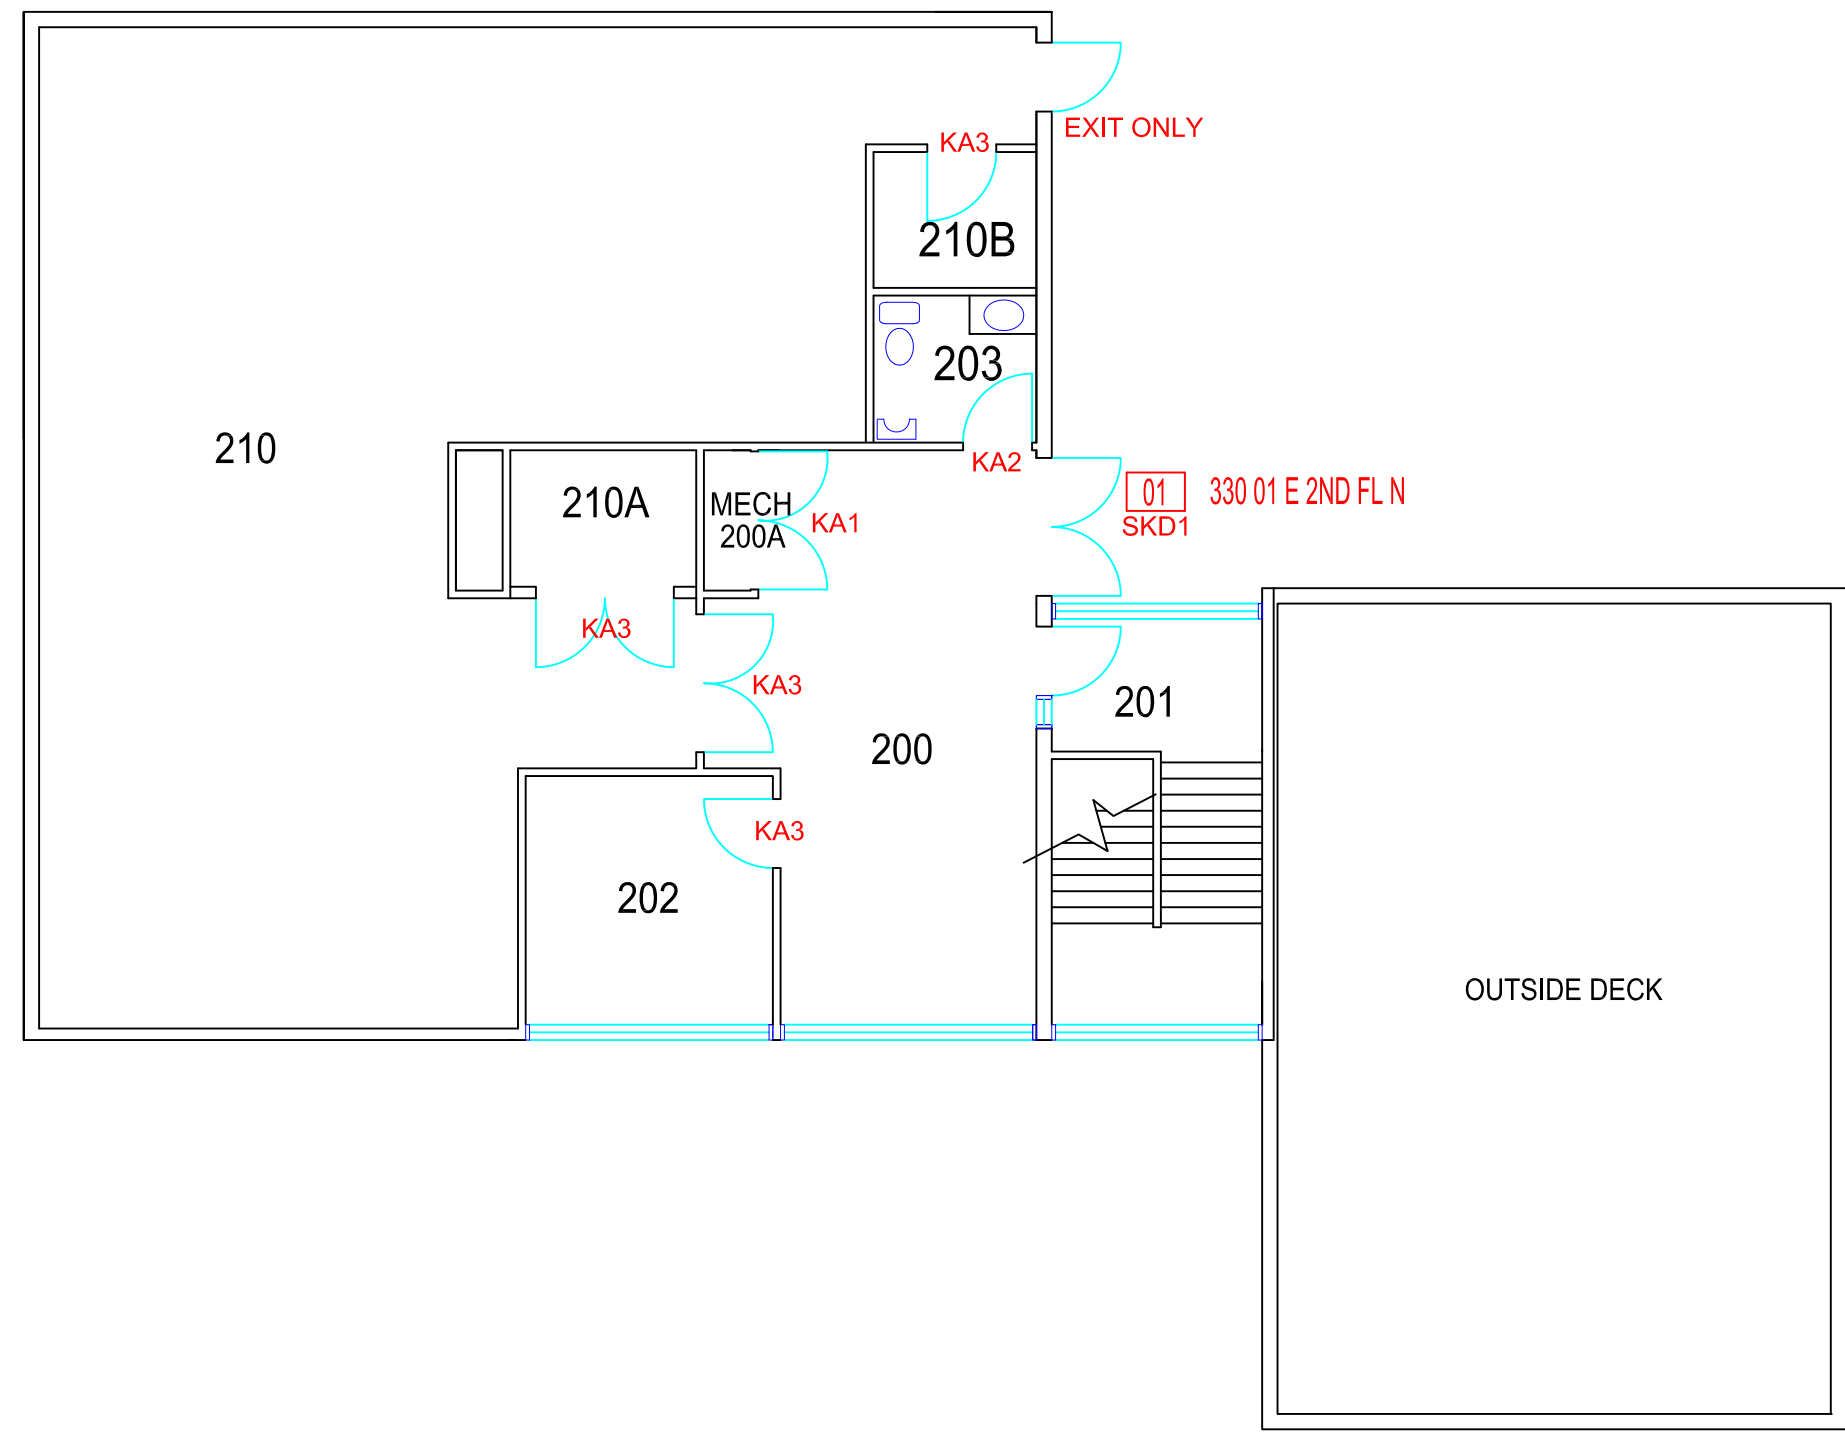 EXIT ONLY
KA3
210B
203
210
KA2
210A
MECH
200A
KA1
01
330 01 E 2ND FL N
SKD1
KA3
KA3
201
200
KA3
202
OUTSIDE DECK